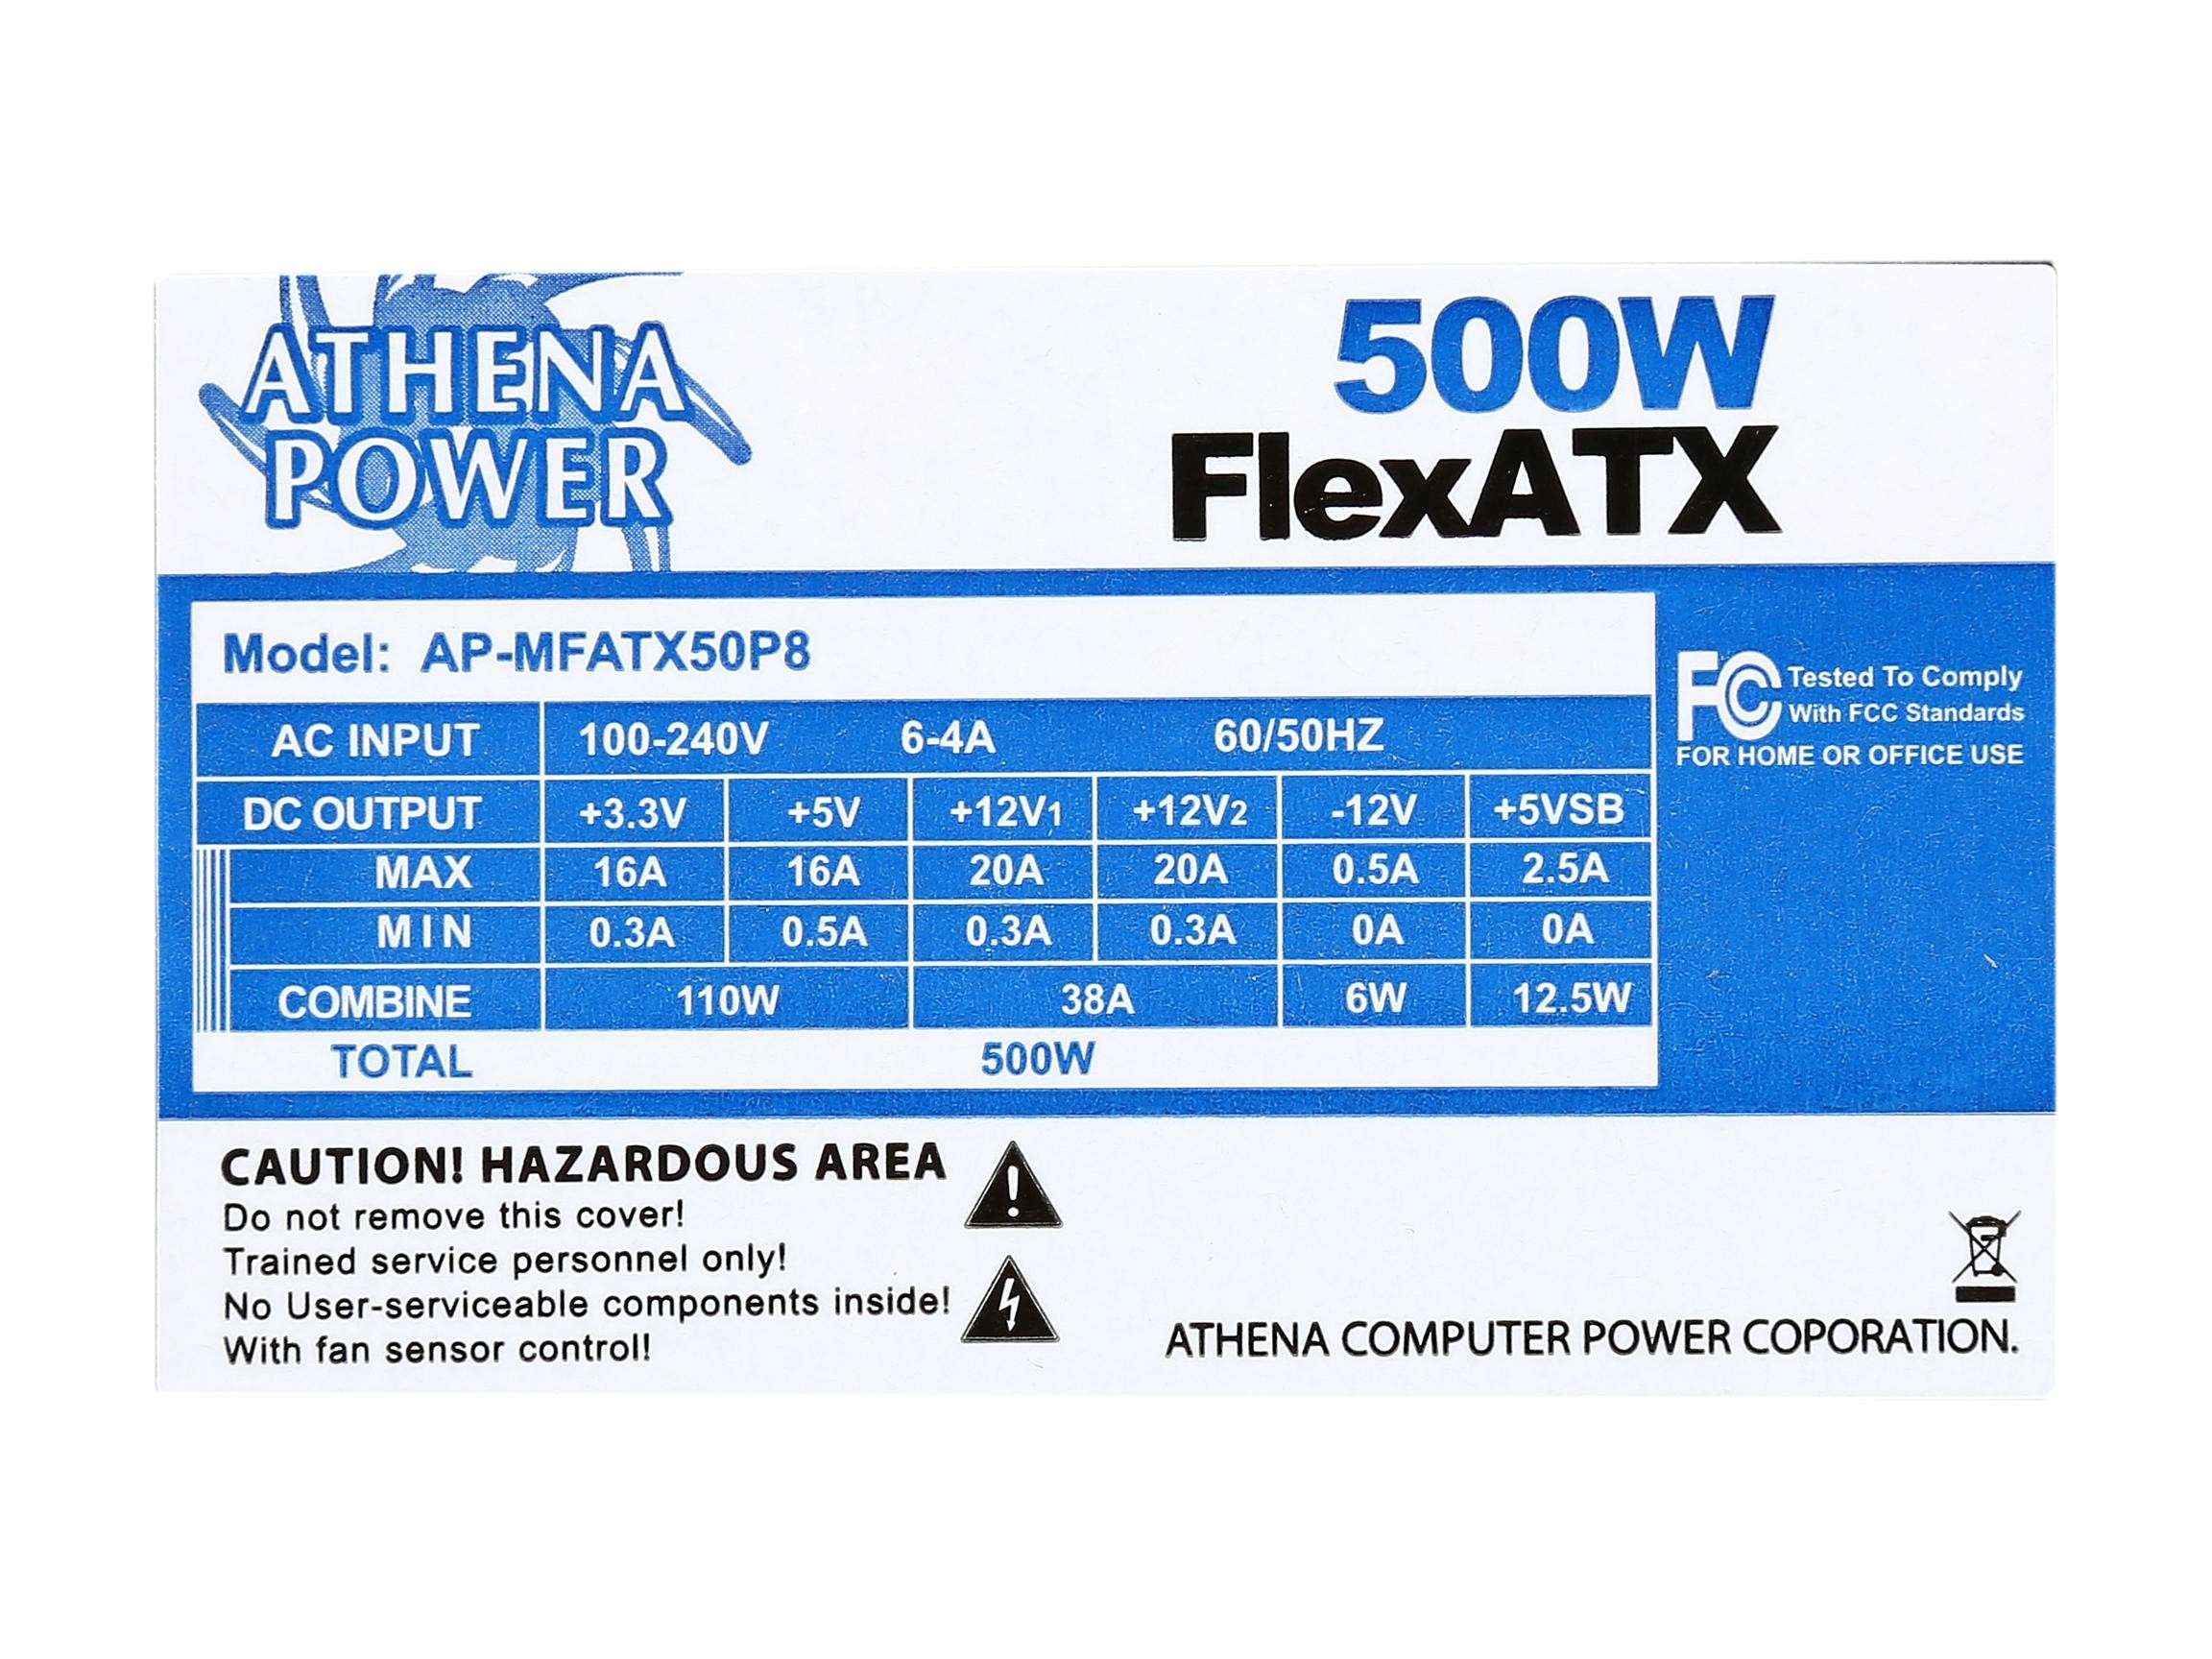 ATHENA
POWER
500W
FlexATX
Model: AP-MFATX50P8
AC INPUT 100-240V 6-4A 60/50HZ
DC OUTPUT +3.3V +5V +12V1 +12V2 -12V +5VSB
MAX 16A 16A 20A 20A 0.5A 2.5A
MIN 0.3A 0.5A 0.3A 0.3A 0A 0A
COMBINE 110W 38A 6W 12.5W
TOTAL 500W
FC Tested To Comply
With FCC Standards
FOR HOME OR OFFICE USE
CAUTION! HAZARDOUS AREA
Do not remove this cover!
Trained service personnel only!
No User-serviceable components inside!
With fan sensor control!
ATHENA COMPUTER POWER COPORATION.